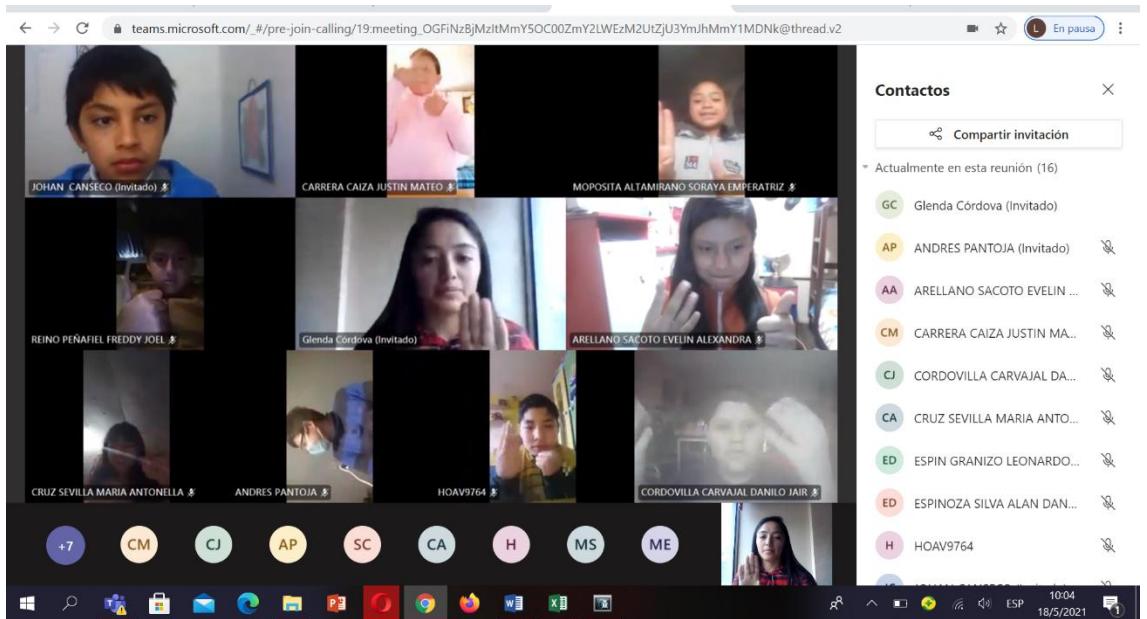 teams.microsoft.com/_#/pre-join-calling/19:meeting_OGFiNzBjMzItMmY5OC00ZmY2LWEzM2UtZjU3YmJhMmY1MDNk@thread.v2
L
En pausa
JOHAN CANSECO (Invitado)
CARRERA CAIZA JUSTIN MATEO
MOPOSITA ALTAMIRANO SORAYA EMPERATRIZ
REINO PEÑAFIEL FREDDY JOEL
Glenda Córdova (Invitado)
ARELLANO SACOTO EVELIN ALEXANDRA
CRUZ SEVILLA MARIA ANTONELLA
ANDRES PANTOJA
HOAV9764
CORDOVILLA CARVAJAL DANILO JAIR
+7
CM
CJ
AP
SC
CA
H
MS
ME
Contactos
Compartir invitación
Actualmente en esta reunión (16)
GC Glenda Córdova (Invitado)
AP ANDRES PANTOJA (Invitado)
AA ARELLANO SACOTO EVELIN ...
CM CARRERA CAIZA JUSTIN MA...
CJ CORDOVILLA CARVAJAL DA...
CA CRUZ SEVILLA MARIA ANTO...
ED ESPIN GRANIZO LEONARDO...
ED ESPINOZA SILVA ALAN DAN...
H HOAV9764
ESP
10:04
18/5/2021
1